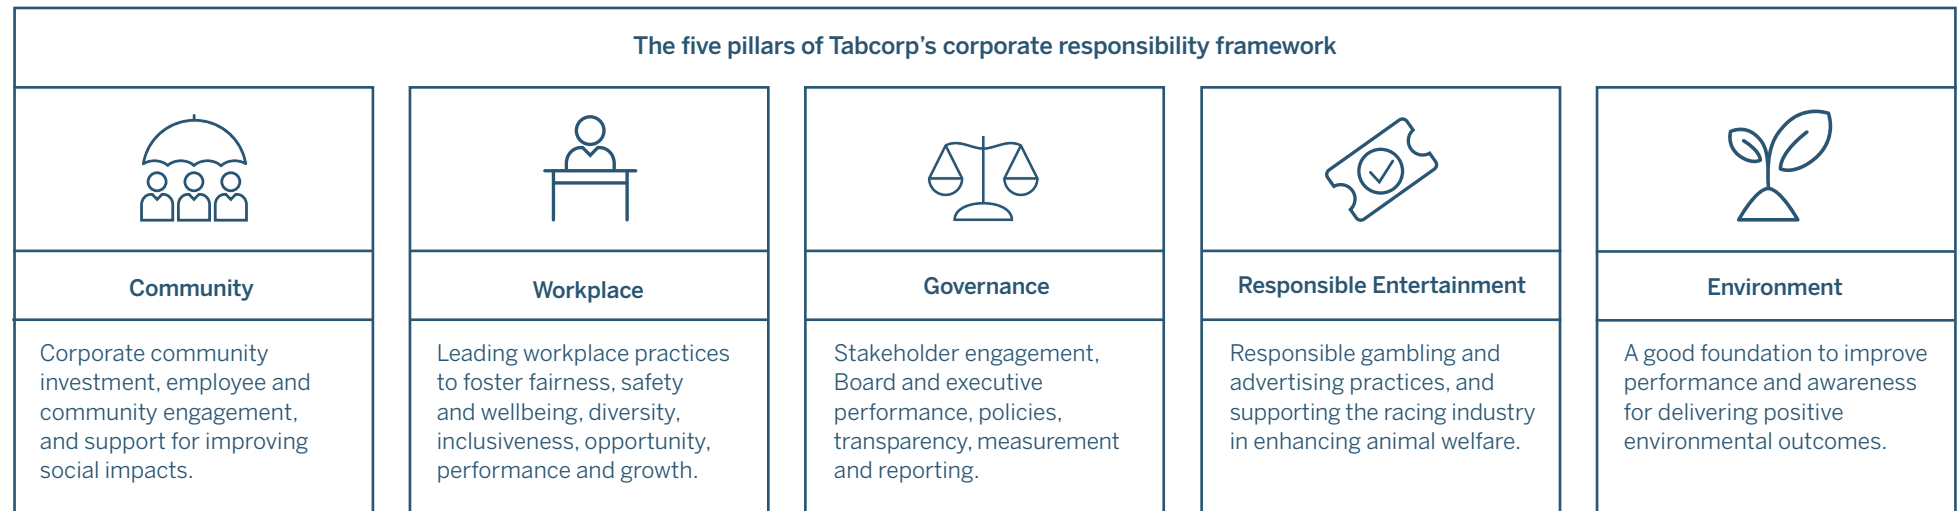 The five pillars of Tabcorp’s corporate responsibility framework
Community
Corporate community
investment, employee and
community engagement,
and support for improving
social impacts.
Workplace
Leading workplace practices
to foster fairness, safety
and wellbeing, diversity,
inclusiveness, opportunity,
performance and growth.
Governance
Stakeholder engagement,
Board and executive
performance, policies,
transparency, measurement
and reporting.
Responsible Entertainment
Responsible gambling and
advertising practices, and
supporting the racing industry
in enhancing animal welfare.
Environment
A good foundation to improve
performance and awareness
for delivering positive
environmental outcomes.